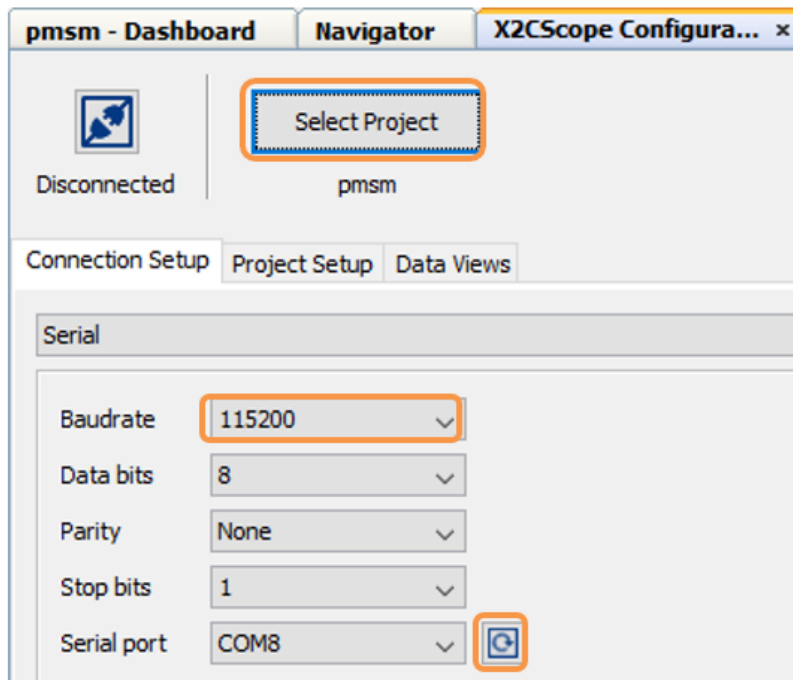 pmsm - Dashboard
Navigator
X2CScope Configura... ×
Select Project
Disconnected
pmsm
Connection Setup
Project Setup
Data Views
Serial
Baudrate
115200
Data bits
8
Parity
None
Stop bits
1
Serial port
COM8